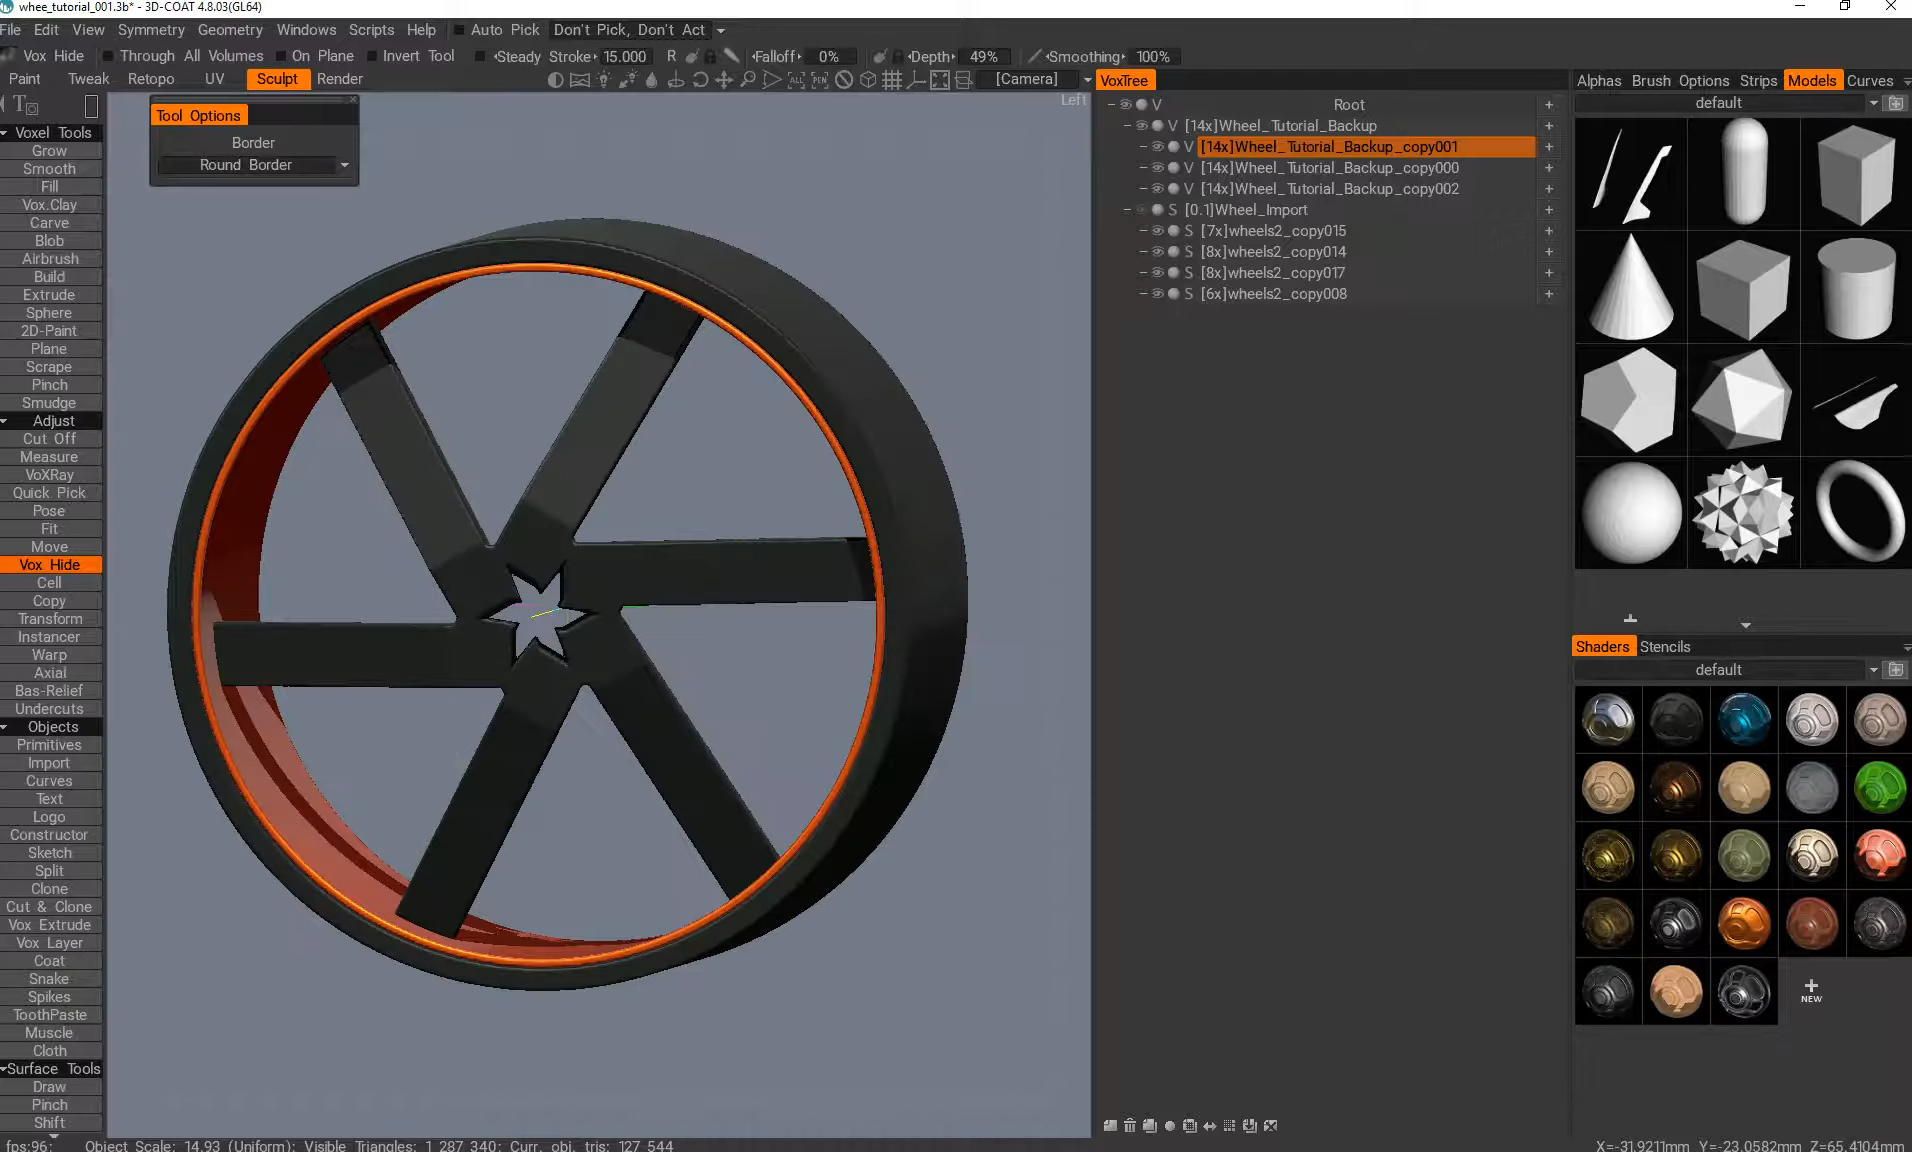 whee_tutorial_001.3b* - 3D-COAT 4.8.03(GL64)
File Edit View Symmetry Geometry Windows Scripts Help Auto Pick Don't Pick, Don't Act
Vox Hide Through All Volumes On Plane Invert Tool Steady Stroke 15.000 R Falloff 0% Depth 49% Smoothing 100%
Paint Tweak Retopo UV Sculpt Render [Camera]
Left
Tool Options
Border
Round Border
Voxel Tools
Grow
Smooth
Fill
Vox.Clay
Carve
Blob
Airbrush
Build
Extrude
Sphere
2D-Paint
Plane
Scrape
Pinch
Smudge
Adjust
Cut Off
Measure
VoXRay
Quick Pick
Pose
Fit
Move
Vox Hide
Cell
Copy
Transform
Instancer
Warp
Axial
Bas-Relief
Undercuts
Objects
Primitives
Import
Curves
Text
Logo
Constructor
Sketch
Split
Clone
Cut & Clone
Vox Extrude
Vox Layer
Coat
Snake
Spikes
ToothPaste
Muscle
Cloth
Surface Tools
Draw
Pinch
Shift
VoxTree
V Root +
V [14x]Wheel_Tutorial_Backup +
V [14x]Wheel_Tutorial_Backup_copy001 +
V [14x]Wheel_Tutorial_Backup_copy000 +
V [14x]Wheel_Tutorial_Backup_copy002 +
S [0.1]Wheel_Import +
S [7x]wheels2_copy015 +
S [8x]wheels2_copy014 +
S [8x]wheels2_copy017 +
S [6x]wheels2_copy008 +
Alphas Brush Options Strips Models Curves
default
Shaders Stencils
default
NEW
fps:96; Object Scale: 14.93 (Uniform); Visible Triangles: 1 287 340; Curr. obj. tris: 127 544
X=-31.9211mm Y=-23.0582mm Z=65.4104mm